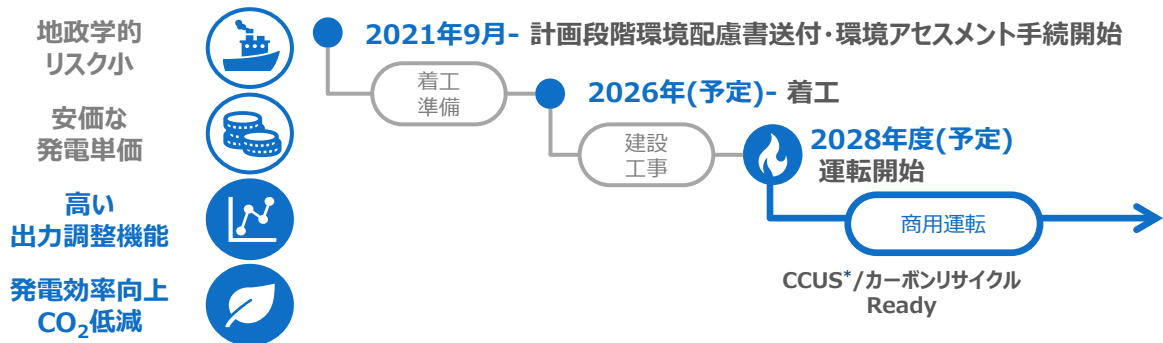 地政学的
リスク小
安価な
発電単価
高い
出力調整機能
発電効率向上
CO₂低減
2021年9月- 計画段階環境配慮書送付・環境アセスメント手続開始
着工
準備
2026年(予定)- 着工
建設
工事
2028年度(予定)
運転開始
商用運転
CCUS*/カーボンリサイクル
Ready